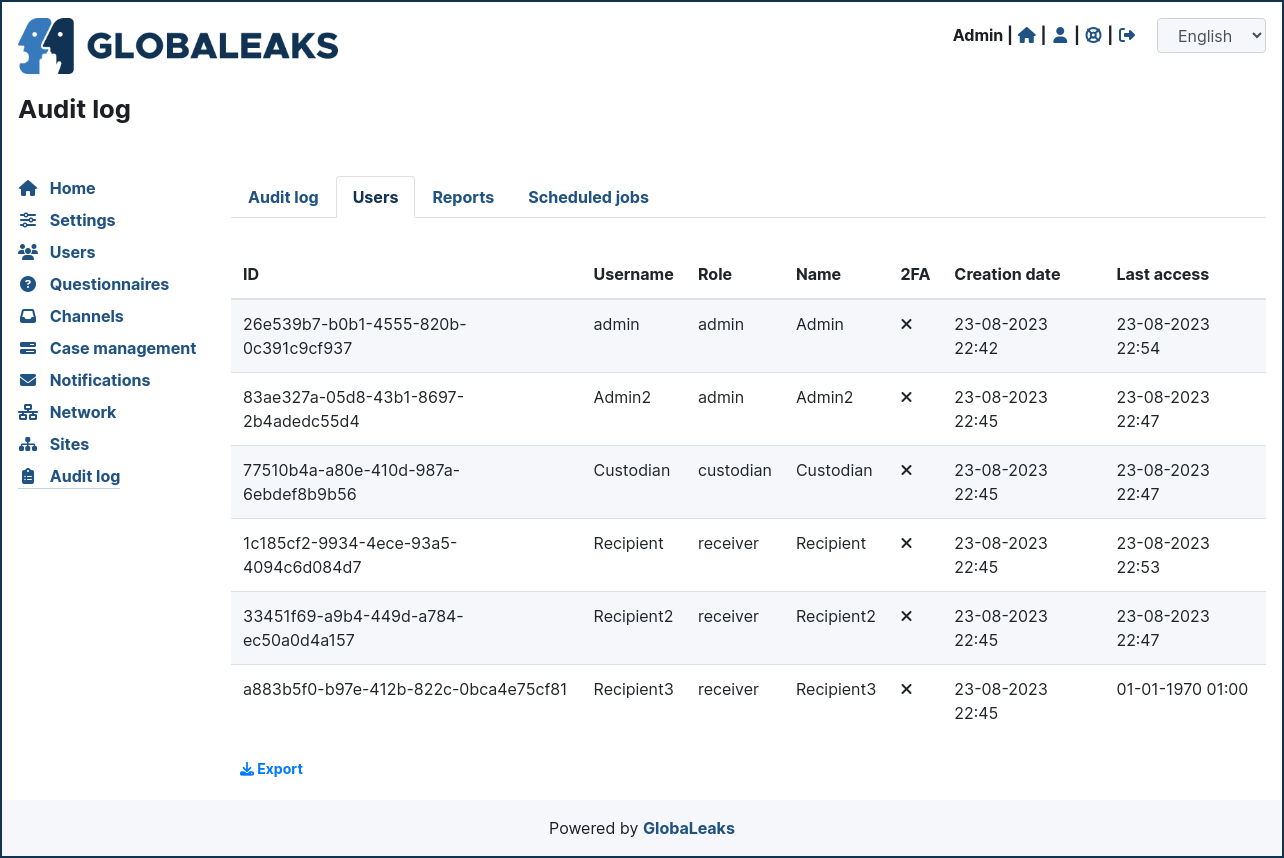 GLOBALEAKS
Admin | | | |
English
Audit log
Home
Settings
Users
Questionnaires
Channels
Case management
Notifications
Network
Sites
Audit log
Audit log Users Reports Scheduled jobs
ID Username Role Name 2FA Creation date Last access
26e539b7-b0b1-4555-820b- admin admin Admin 23-08-2023 23-08-2023
0c391c9cf937 22:42 22:54
83ae327a-05d8-43b1-8697- Admin2 admin Admin2 23-08-2023 23-08-2023
2b4adedc55d4 22:45 22:47
77510b4a-a80e-410d-987a- Custodian custodian Custodian 23-08-2023 23-08-2023
6ebdef8b9b56 22:45 22:47
1c185cf2-9934-4ece-93a5- Recipient receiver Recipient 23-08-2023 23-08-2023
4094c6d084d7 22:45 22:53
33451f69-a9b4-449d-a784- Recipient2 receiver Recipient2 23-08-2023 23-08-2023
ec50a0d4a157 22:45 22:47
a883b5f0-b97e-412b-822c-0bca4e75cf81 Recipient3 receiver Recipient3 23-08-2023 01-01-1970 01:00
22:45
Export
Powered by GlobaLeaks